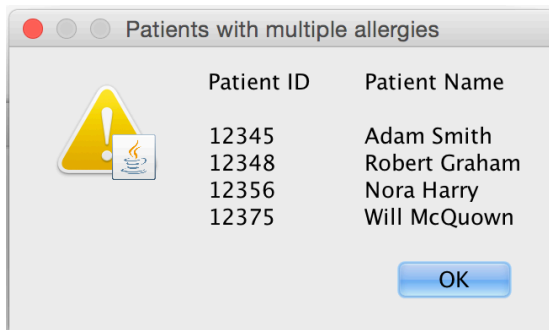 Patients with multiple allergies
Patient ID Patient Name
12345 Adam Smith
12348 Robert Graham
12356 Nora Harry
12375 Will McQuown
OK